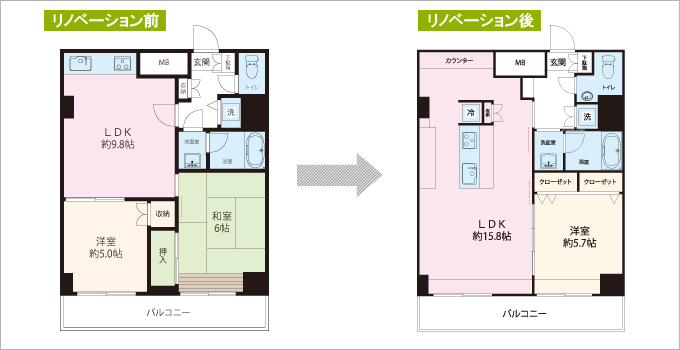 リノベーション前
MB
玄関
下駄箱
トイレ
収納
洗
LDK
約9.8帖
洗面室
浴室
和室
6帖
収納
洋室
約5.0帖
押入
バルコニー
リノベーション後
カウンター
MB
玄関
下駄箱
トイレ
冷
洗
洗面室
浴室
クローゼット
クローゼット
LDK
約15.8帖
洋室
約5.7帖
バルコニー